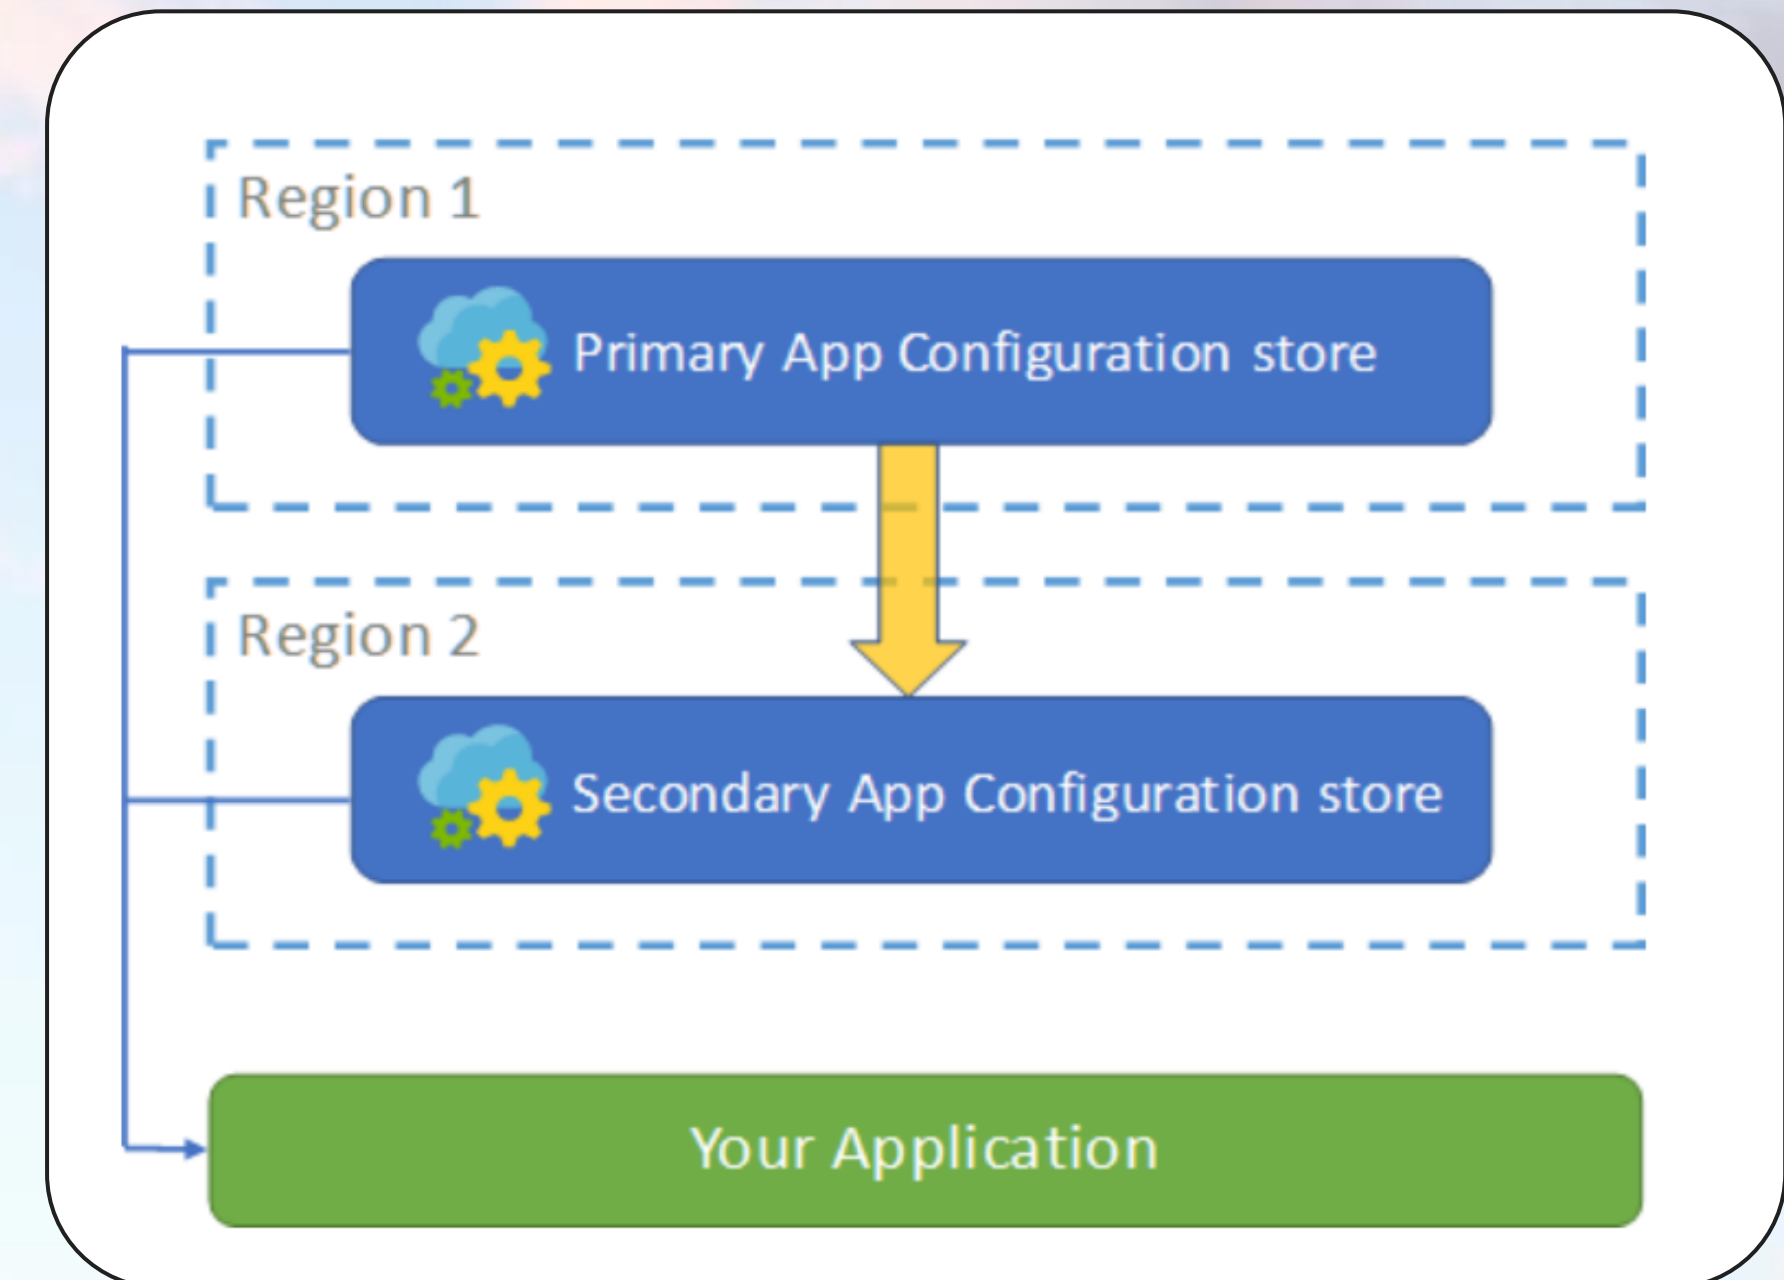 Region 1
Primary App Configuration store
Region 2
Secondary App Configuration store
Your Application